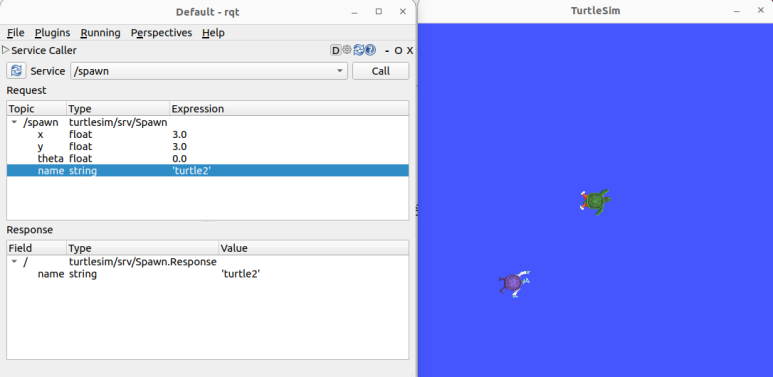 Default - rqt
File Plugins Running Perspectives Help
Service Caller
D - O X
Service /spawn Call
Request
Topic Type Expression
/spawn turtlesim/srv/Spawn
x float 3.0
y float 3.0
theta float 0.0
name string 'turtle2'
Response
Field Type Value
/ turtlesim/srv/Spawn.Response
name string 'turtle2'
TurtleSim